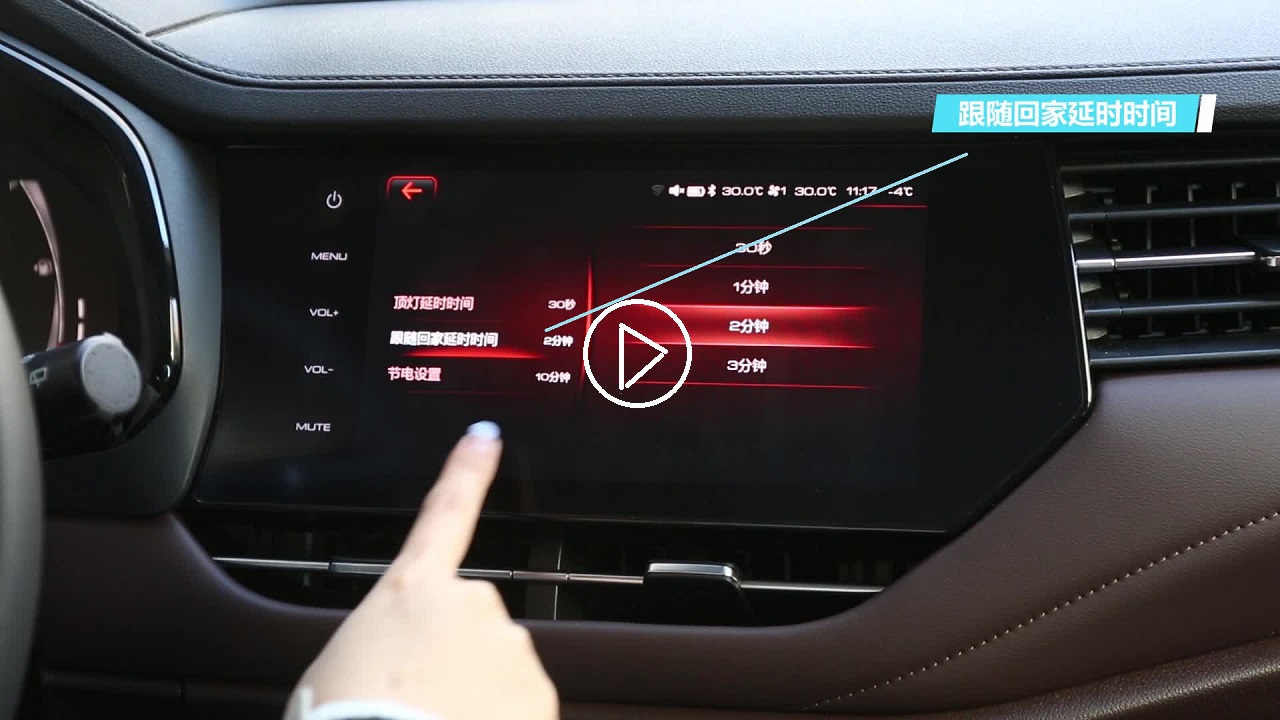 跟随回家延时时间
30.0℃ 1 30.0℃ 11:17 -4℃
MENU
VOL+
VOL-
MUTE
顶灯延时时间 30秒
跟随回家延时时间 2分钟
节电设置 10分钟
30秒
1分钟
2分钟
3分钟